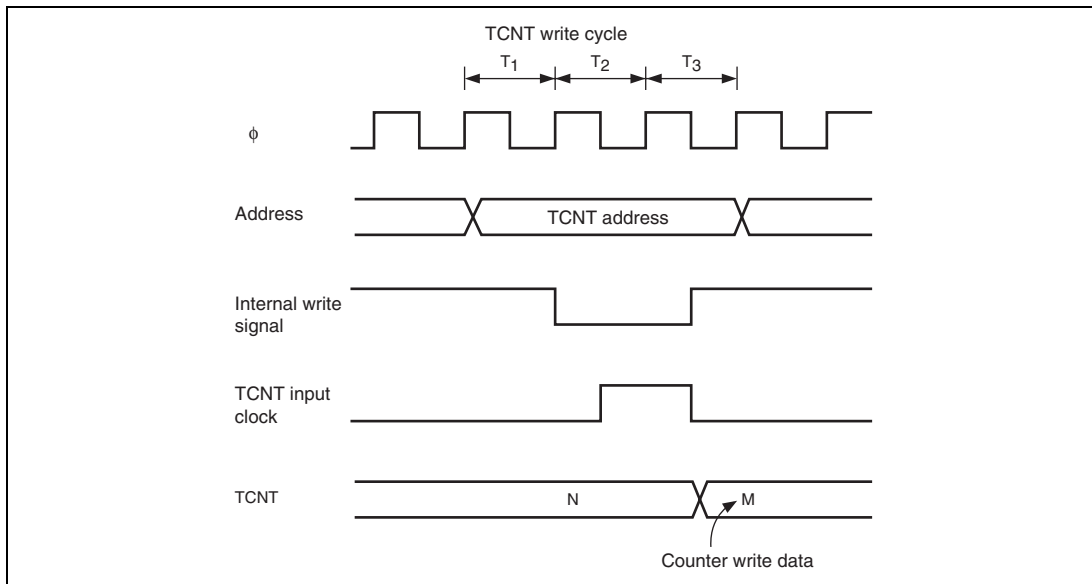 TCNT write cycle
T1 T2 T3
ϕ
Address
TCNT address
Internal write
signal
TCNT input
clock
TCNT
N
M
Counter write data